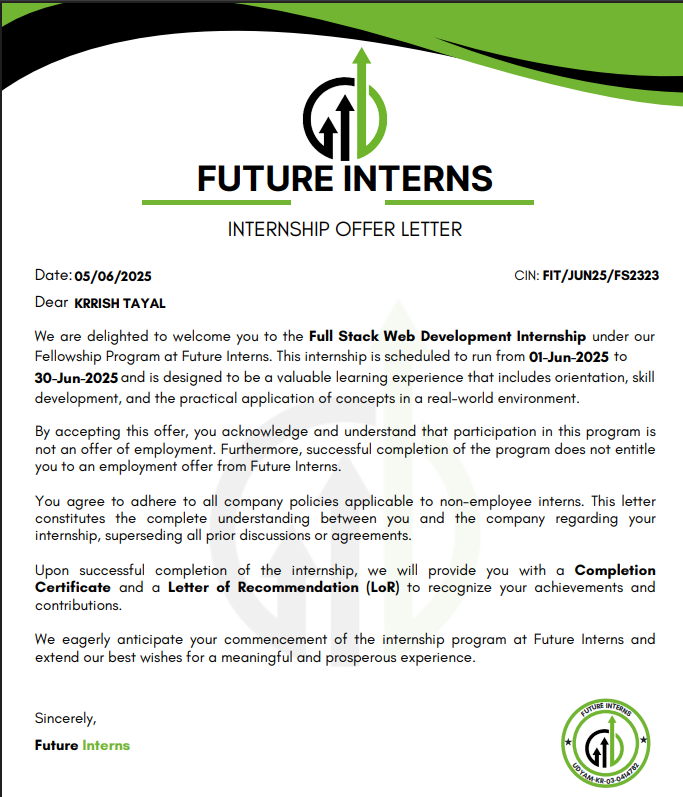 FUTURE INTERNS
INTERNSHIP OFFER LETTER
Date: 05/06/2025
CIN: FIT/JUN25/FS2323
Dear KRRISH TAYAL
We are delighted to welcome you to the Full Stack Web Development Internship under our
Fellowship Program at Future Interns. This internship is scheduled to run from 01-Jun-2025 to
30-Jun-2025 and is designed to be a valuable learning experience that includes orientation, skill
development, and the practical application of concepts in a real-world environment.
By accepting this offer, you acknowledge and understand that participation in this program is
not an offer of employment. Furthermore, successful completion of the program does not entitle
you to an employment offer from Future Interns.
You agree to adhere to all company policies applicable to non-employee interns. This letter
constitutes the complete understanding between you and the company regarding your
internship, superseding all prior discussions or agreements.
Upon successful completion of the internship, we will provide you with a Completion
Certificate and a Letter of Recommendation (LoR) to recognize your achievements and
contributions.
We eagerly anticipate your commencement of the internship program at Future Interns and
extend our best wishes for a meaningful and prosperous experience.
Sincerely,
Future Interns
FUTURE INTERNS
UDYAM-KR-03-0414782